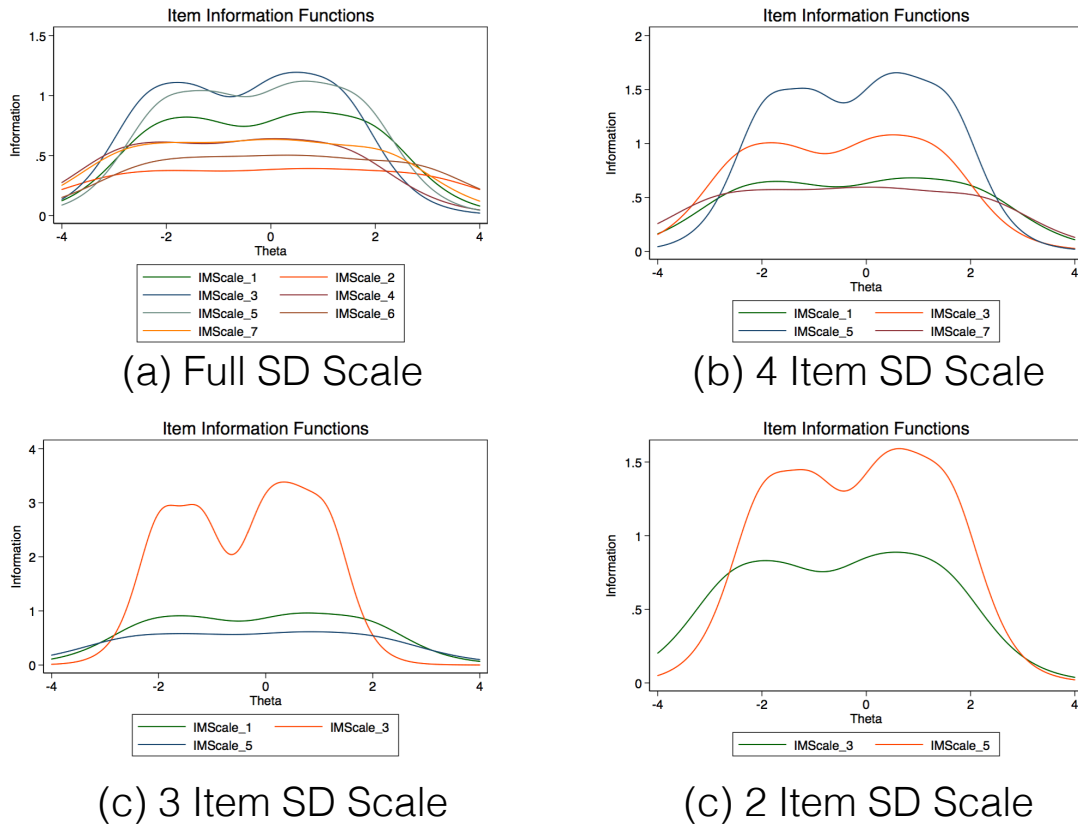 Item Information Functions
1.5
1
.5
0
Information
-4 -2 0 2 4
Theta
IMScale_1 IMScale_2
IMScale_3 IMScale_4
IMScale_5 IMScale_6
IMScale_7
(a) Full SD Scale
Item Information Functions
2
1.5
1
.5
0
Information
-4 -2 0 2 4
Theta
IMScale_1 IMScale_3
IMScale_5 IMScale_7
(b) 4 Item SD Scale
Item Information Functions
4
3
2
1
0
Information
-4 -2 0 2 4
Theta
IMScale_1 IMScale_3
IMScale_5
(c) 3 Item SD Scale
Item Information Functions
1.5
1
.5
0
Information
-4 -2 0 2 4
Theta
IMScale_3 IMScale_5
(c) 2 Item SD Scale